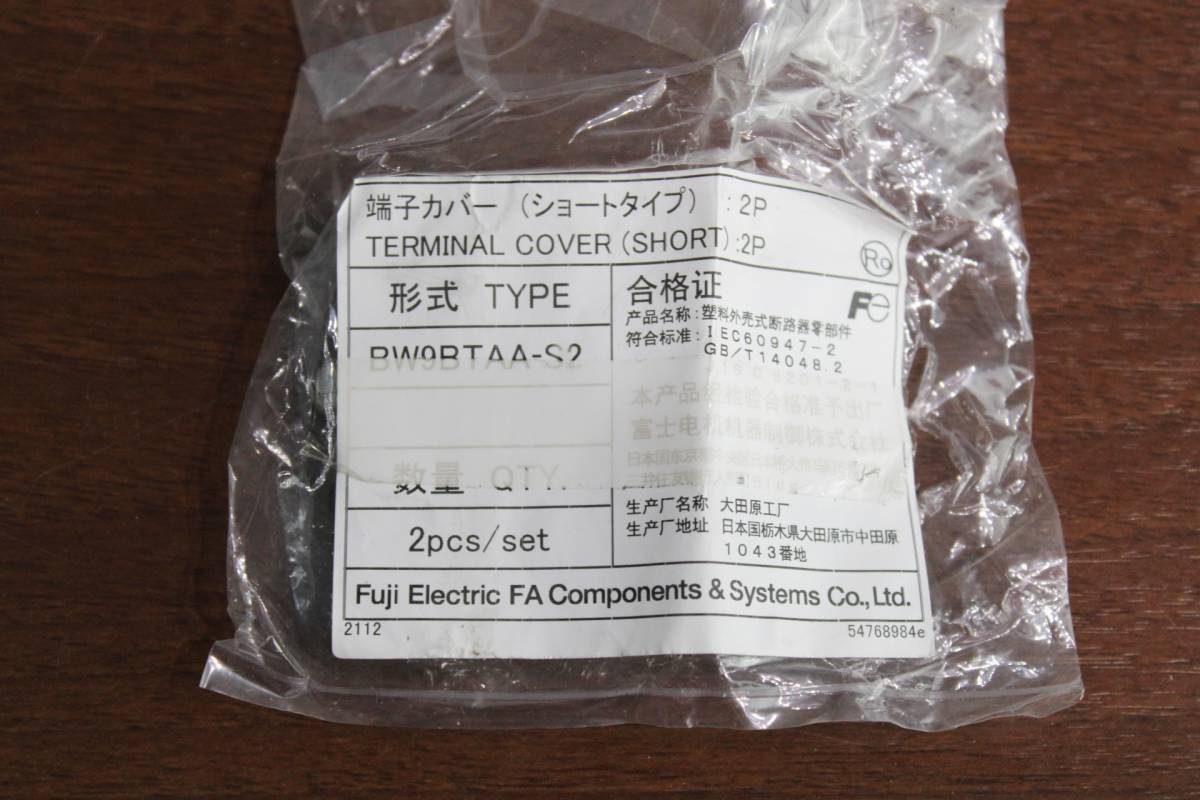 端子カバー (ショートタイプ) : 2P
TERMINAL COVER (SHORT) : 2P
Ro
形式 TYPE
BW9BTAA-S2
数量 QTY.
2pcs/set
合格证
Fe
产品名称: 塑料外壳式断路器零部件
符合标准: IEC60947-2
GB/T14048.2
JIS C 8201-2-1
本产品经检验合格准予出厂
富士电机机器制御株式会社
生产厂名称 大田原工厂
生产厂地址 日本国栃木県大田原市中田原
1043番地
Fuji Electric FA Components & Systems Co., Ltd.
2112
54768984e